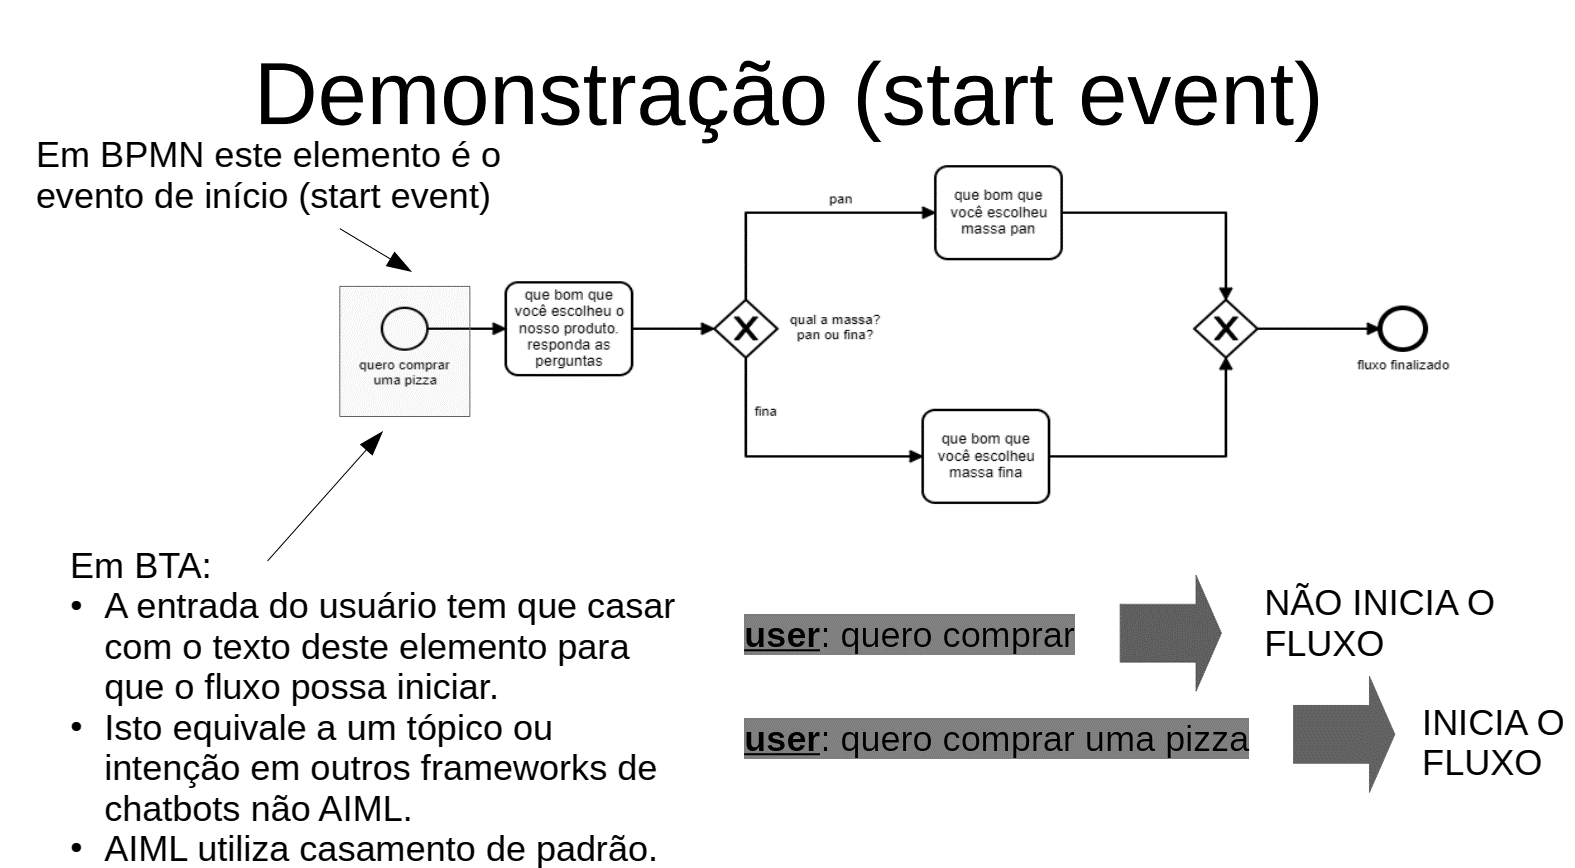 Demonstração (start event)
Em BPMN este elemento é o
evento de início (start event)
quero comprar
uma pizza
que bom que
você escolheu o
nosso produto.
responda as
perguntas
qual a massa?
pan ou fina?
pan
que bom que
você escolheu
massa pan
fina
que bom que
você escolheu
massa fina
fluxo finalizado
Em BTA:
• A entrada do usuário tem que casar
com o texto deste elemento para
que o fluxo possa iniciar.
• Isto equivale a um tópico ou
intenção em outros frameworks de
chatbots não AIML.
• AIML utiliza casamento de padrão.
user: quero comprar
NÃO INICIA O
FLUXO
user: quero comprar uma pizza
INICIA O
FLUXO